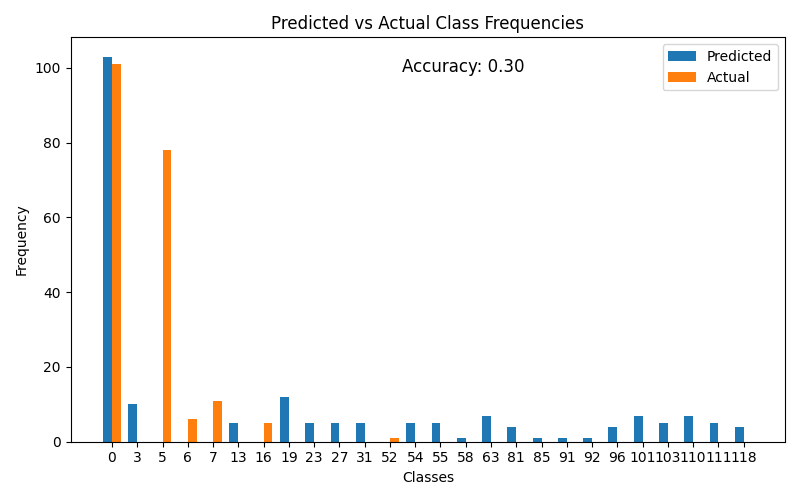 Predicted vs Actual Class Frequencies
Accuracy: 0.30
Predicted
Actual
Frequency
100
80
60
40
20
0
0 3 5 6 7 13 16 19 23 27 31 52 54 55 58 63 81 85 91 92 96 101 103 110 111 118
Classes